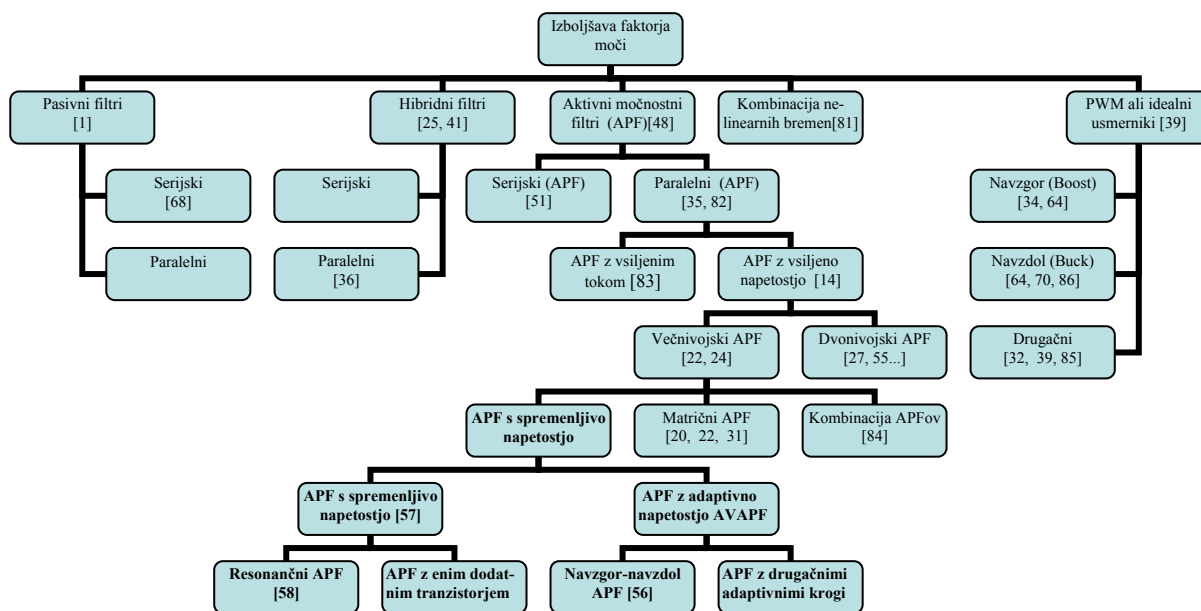 Izboljšava faktorja
moči
Pasivni filtri
[1]
Hibridni filtri
[25, 41]
Aktivni močnostni
filtri (APF)[48]
Kombinacija ne-
linearnih bremen[81]
PWM ali idealni
usmerniki [39]
Serijski
[68]
Serijski
Serijski (APF)
[51]
Paralelni (APF)
[35, 82]
Navzgor (Boost)
[34, 64]
Paralelni
Paralelni
[36]
APF z vsiljenim
tokom [83]
APF z vsiljeno
napetostjo [14]
Navzdol (Buck)
[64, 70, 86]
Večnivojski APF
[22, 24]
Dvonivojski APF
[27, 55...]
Drugačni
[32, 39, 85]
APF s spremenljivo
napetostjo
Matrični APF
[20, 22, 31]
Kombinacija APFov
[84]
APF s spremenljivo
napetostjo [57]
APF z adaptivno
napetostjo AVAPF
Resonančni APF
[58]
APF z enim dodat-
nim tranzistorjem
Navzgor-navzdol
APF [56]
APF z drugačnimi
adaptivnimi krogi